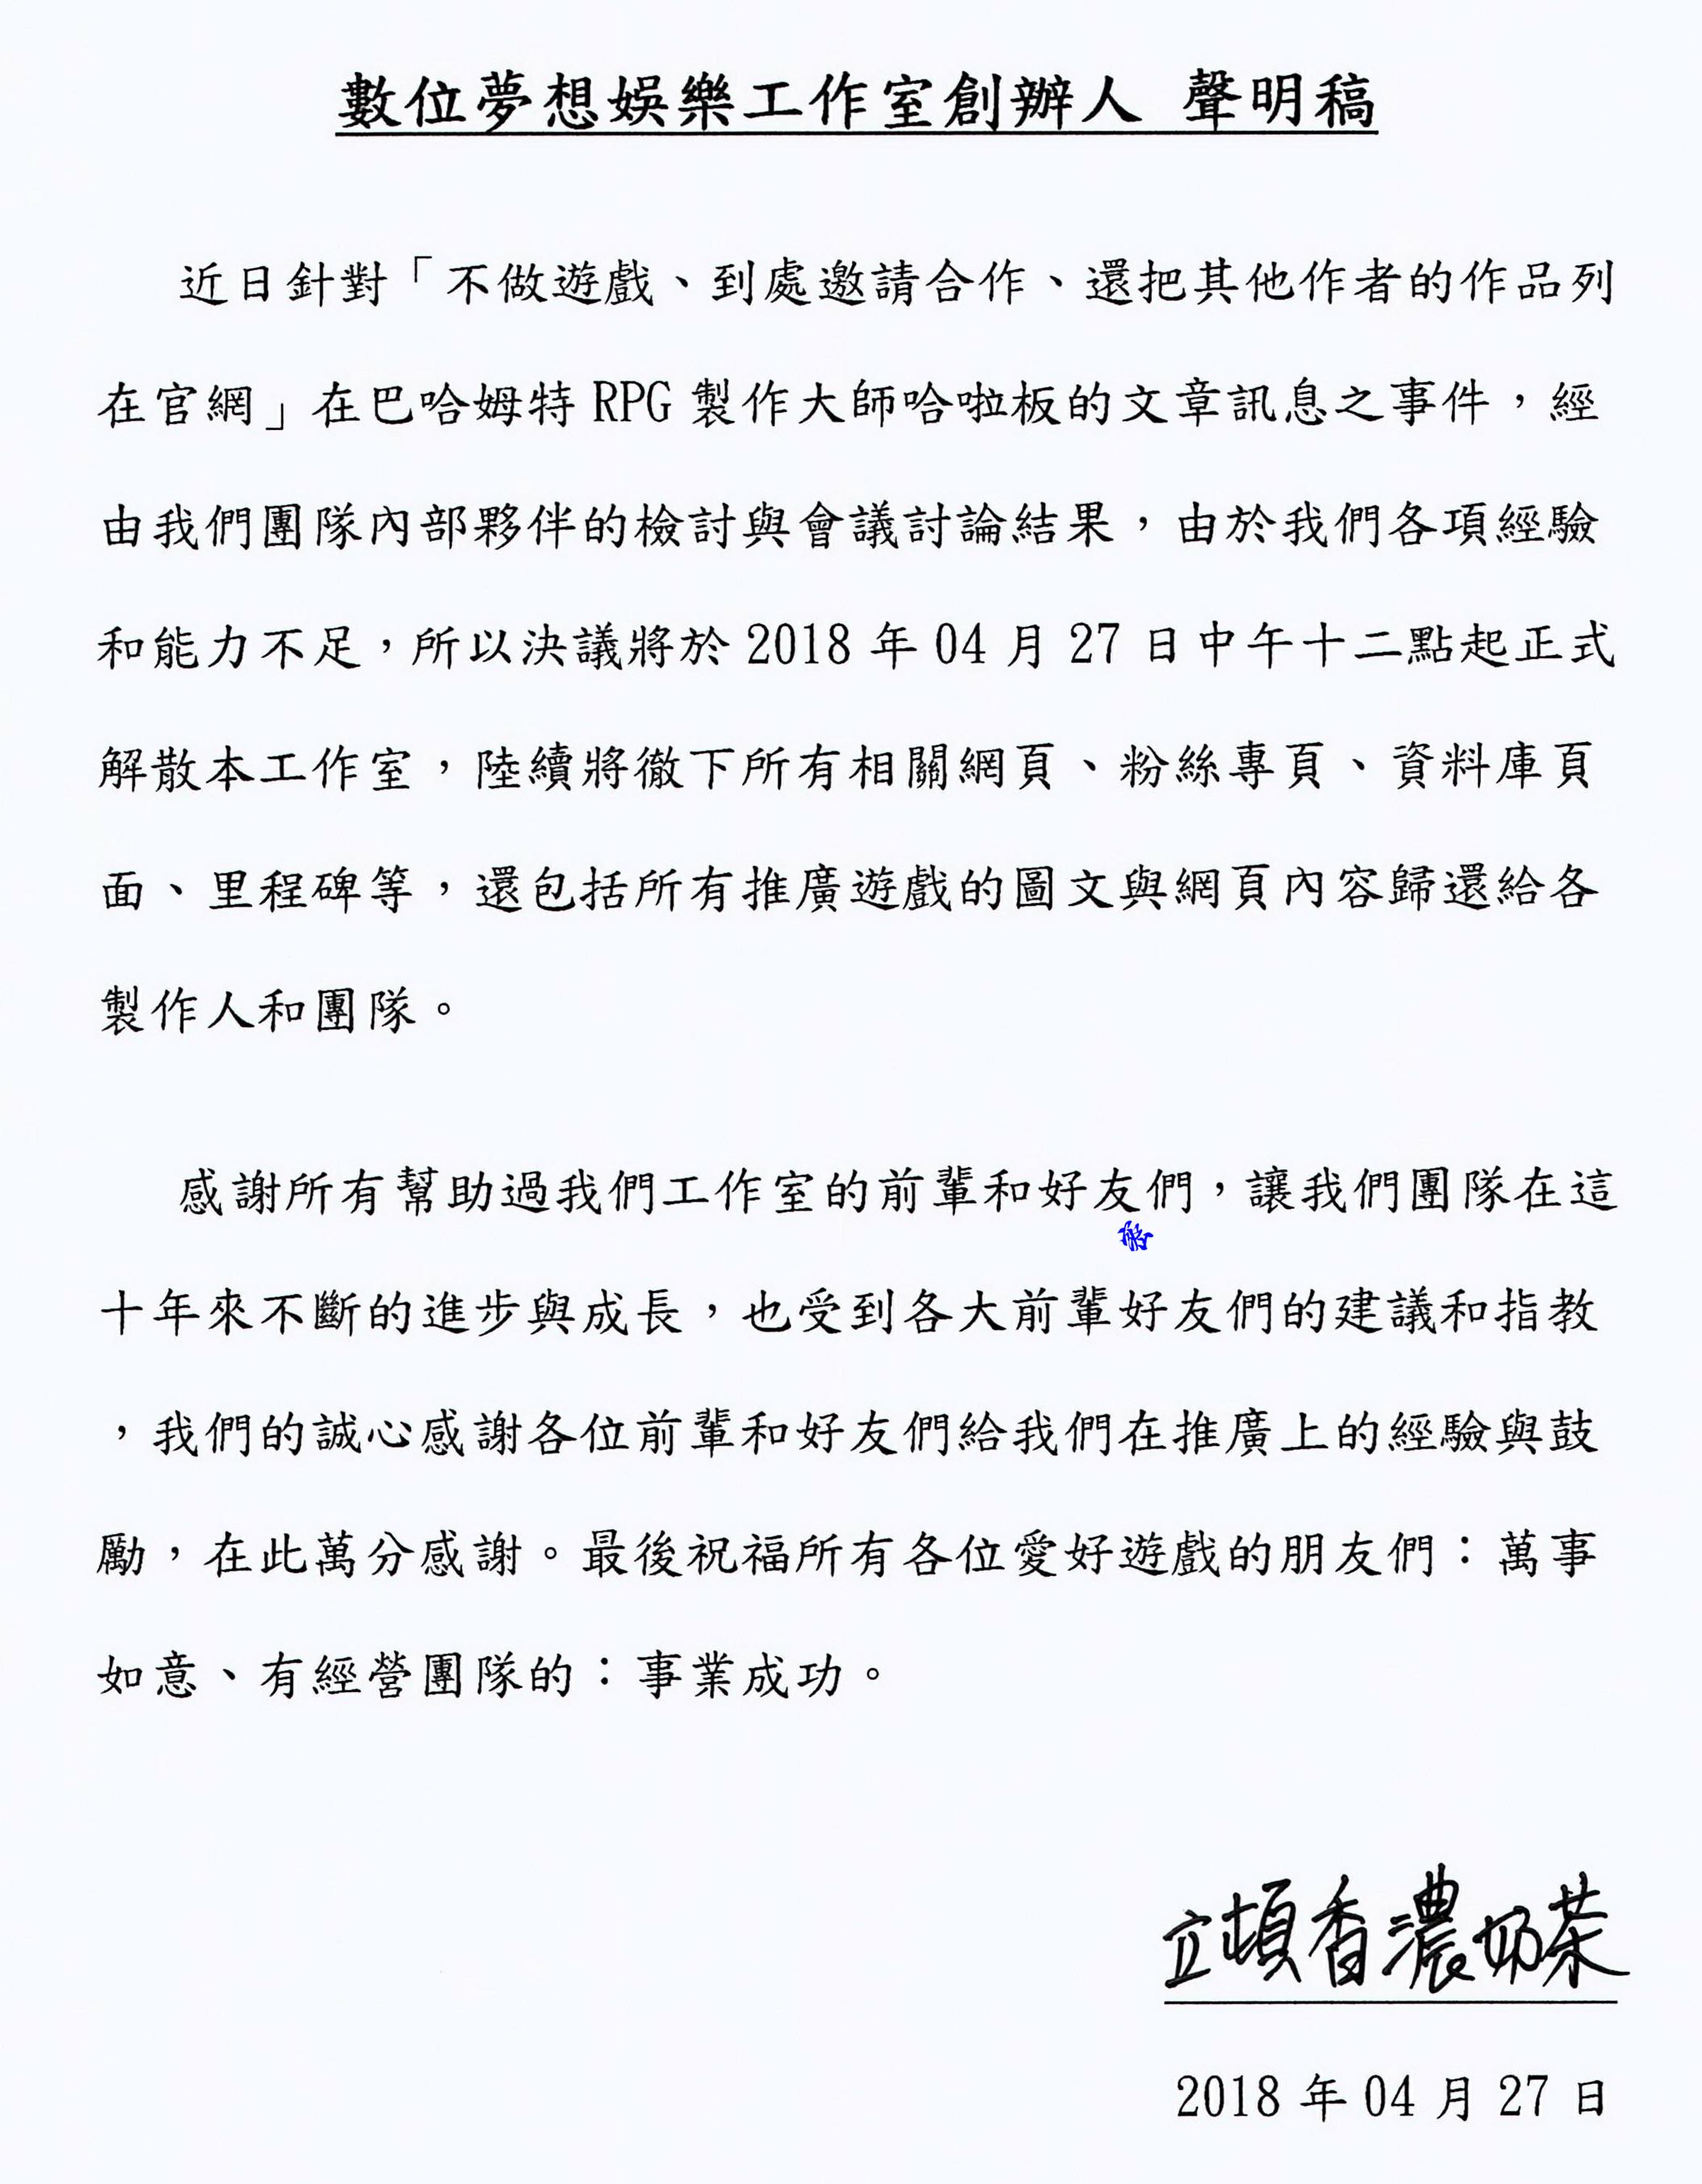 數位夢想娛樂工作室創辦人 聲明稿
近日針對「不做遊戲、到處邀請合作、還把其他作者的作品列
在官網」在巴哈姆特 RPG 製作大師哈啦板的文章訊息之事件，經
由我們團隊內部夥伴的檢討與會議討論結果，由於我們各項經驗
和能力不足，所以決議將於 2018 年 04 月 27 日中午十二點起正式
解散本工作室，陸續將徹下所有相關網頁、粉絲專頁、資料庫頁
面、里程碑等，還包括所有推廣遊戲的圖文與網頁內容歸還給各
製作人和團隊。
感謝所有幫助過我們工作室的前輩和好友們，讓我們團隊在這
十年來不斷的進步與成長，也受到各大前輩好友們的建議和指教
，我們的誠心感謝各位前輩和好友們給我們在推廣上的經驗與鼓
勵，在此萬分感謝。最後祝福所有各位愛好遊戲的朋友們：萬事
如意、有經營團隊的：事業成功。
立頓香濃奶茶
2018 年 04 月 27 日